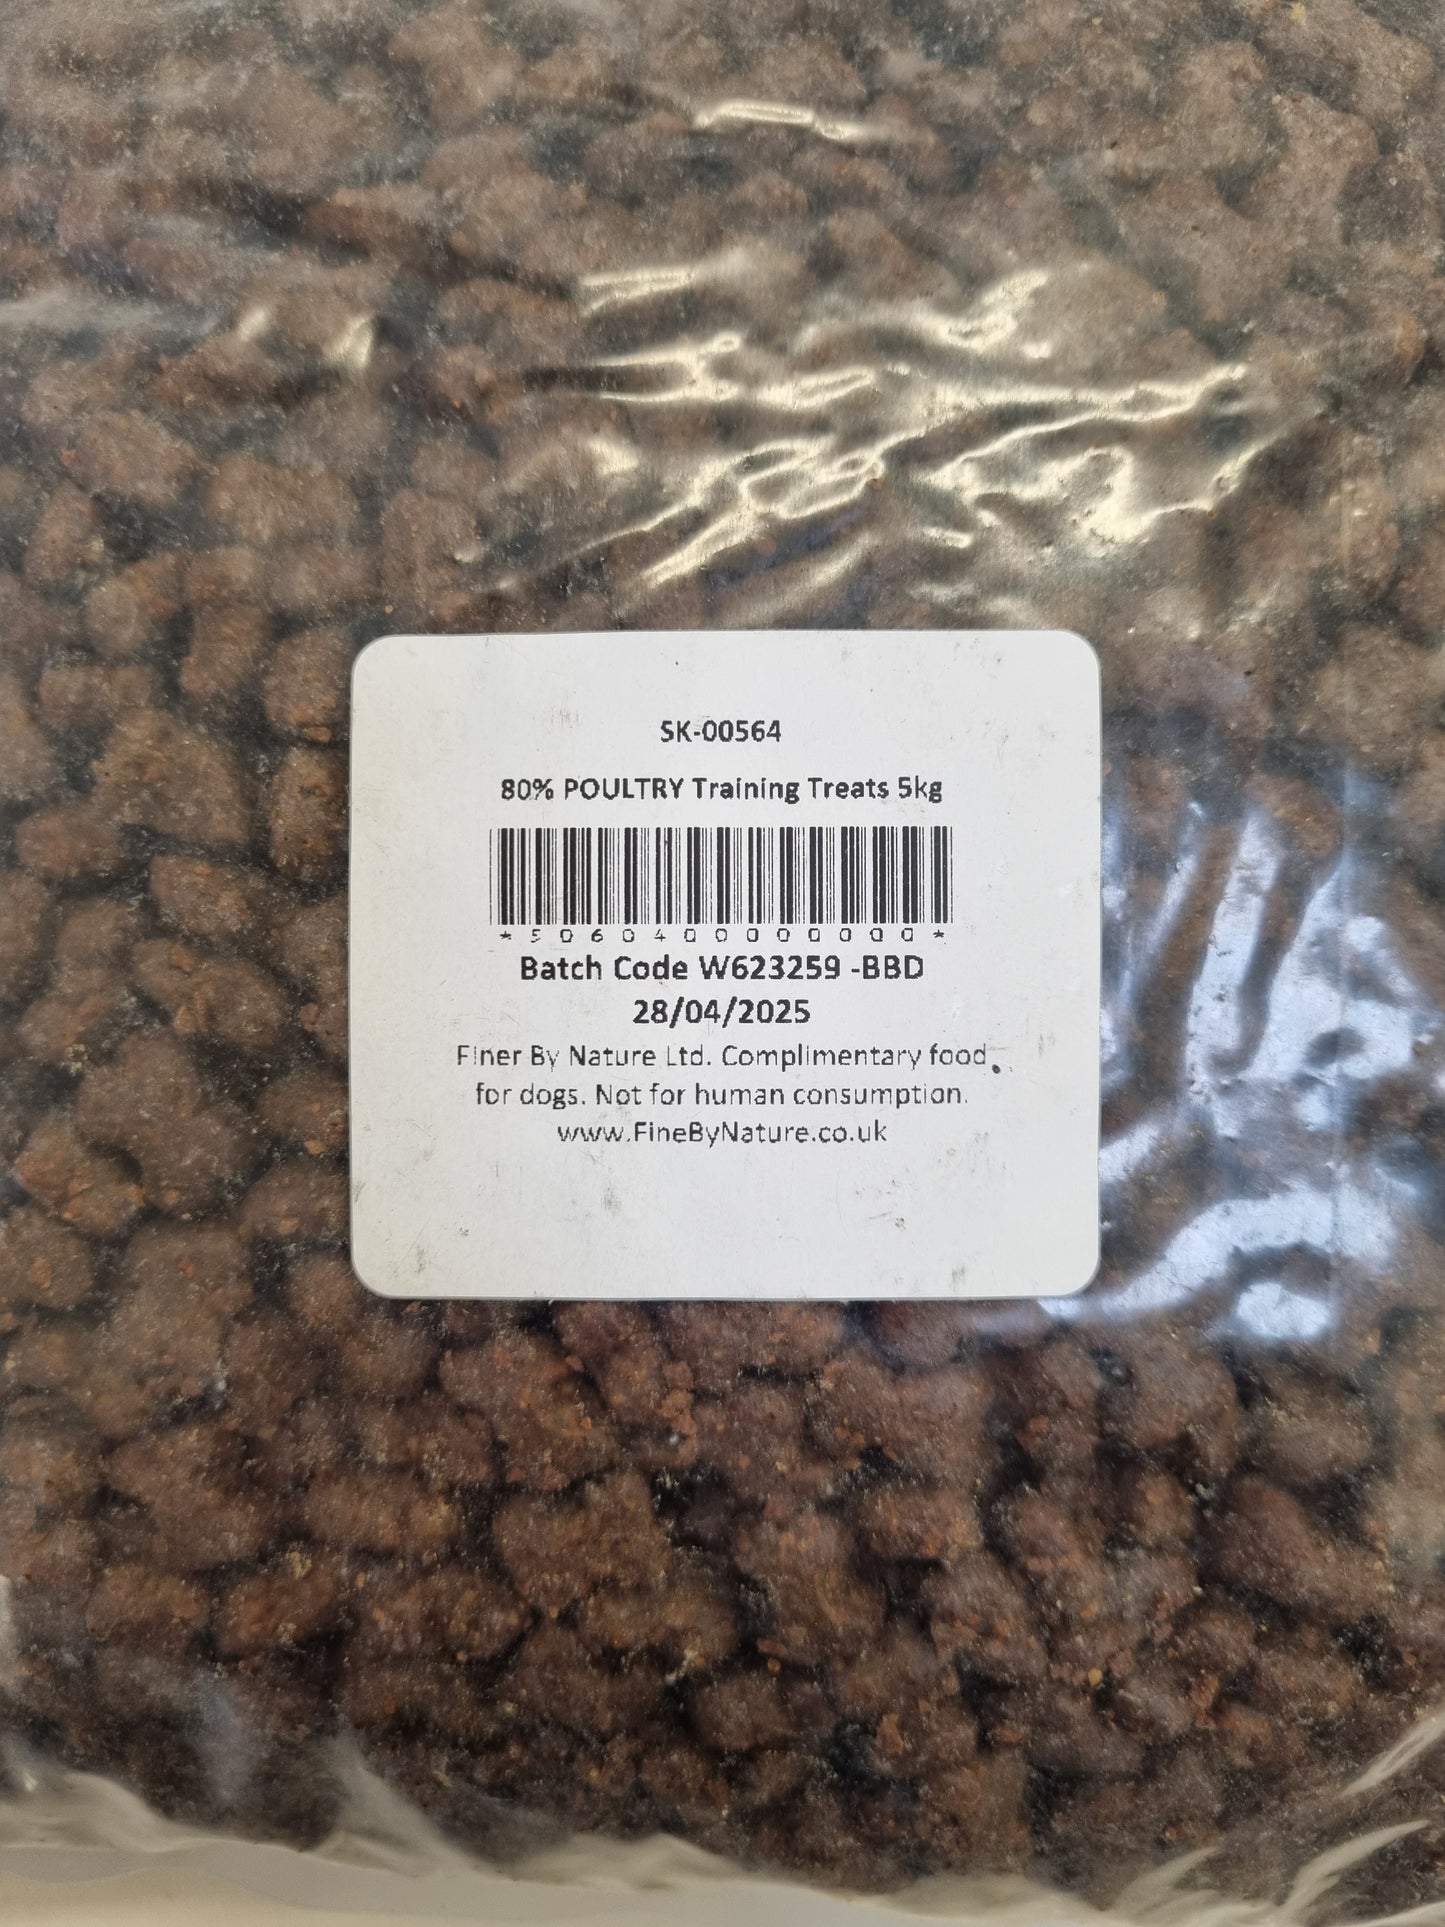 SK-00564
80% POULTRY Training Treats 5kg
*5060400000000*
Batch Code W623259 -BBD
28/04/2025
Finer By Nature Ltd. Complimentary food
for dogs. Not for human consumption.
www.FineByNature.co.uk